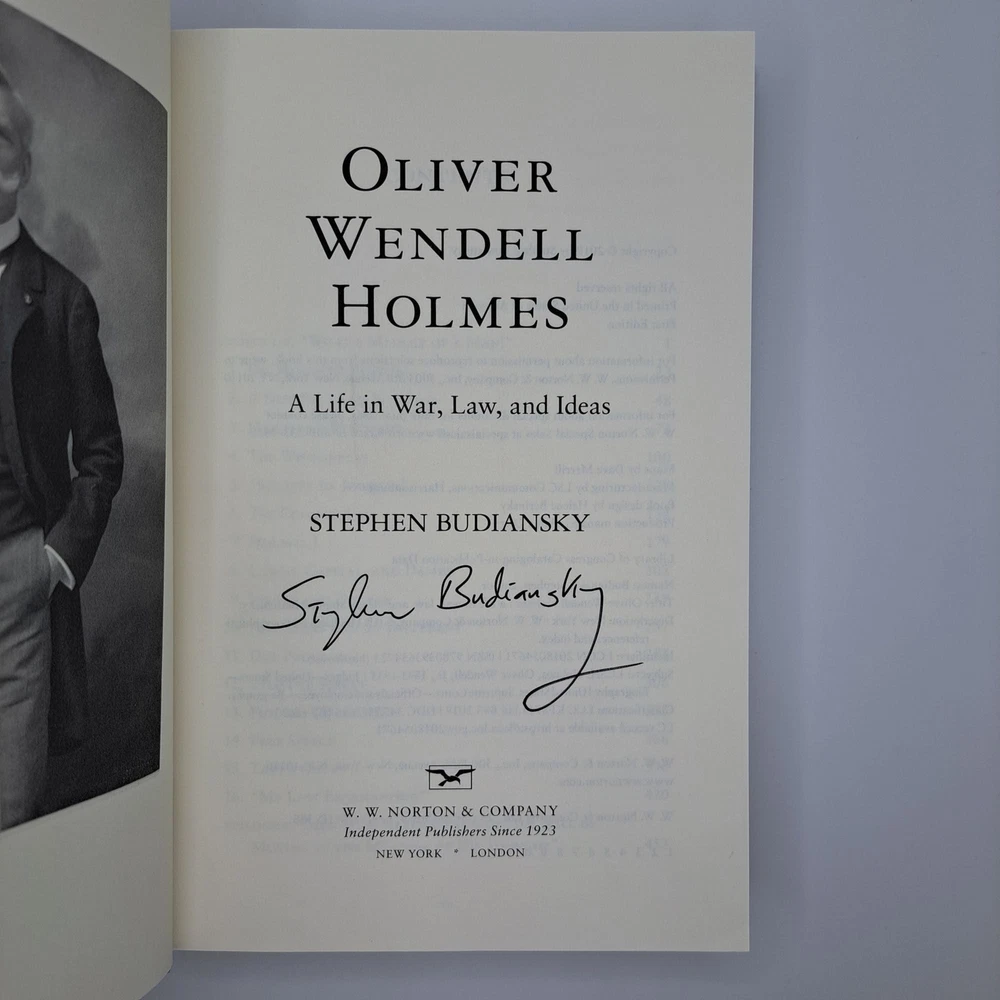 OLIVER
WENDELL
HOLMES
A Life in War, Law, and Ideas
STEPHEN BUDIANSKY
Stephen Budiansky
W. W. NORTON & COMPANY
Independent Publishers Since 1923
NEW YORK * LONDON